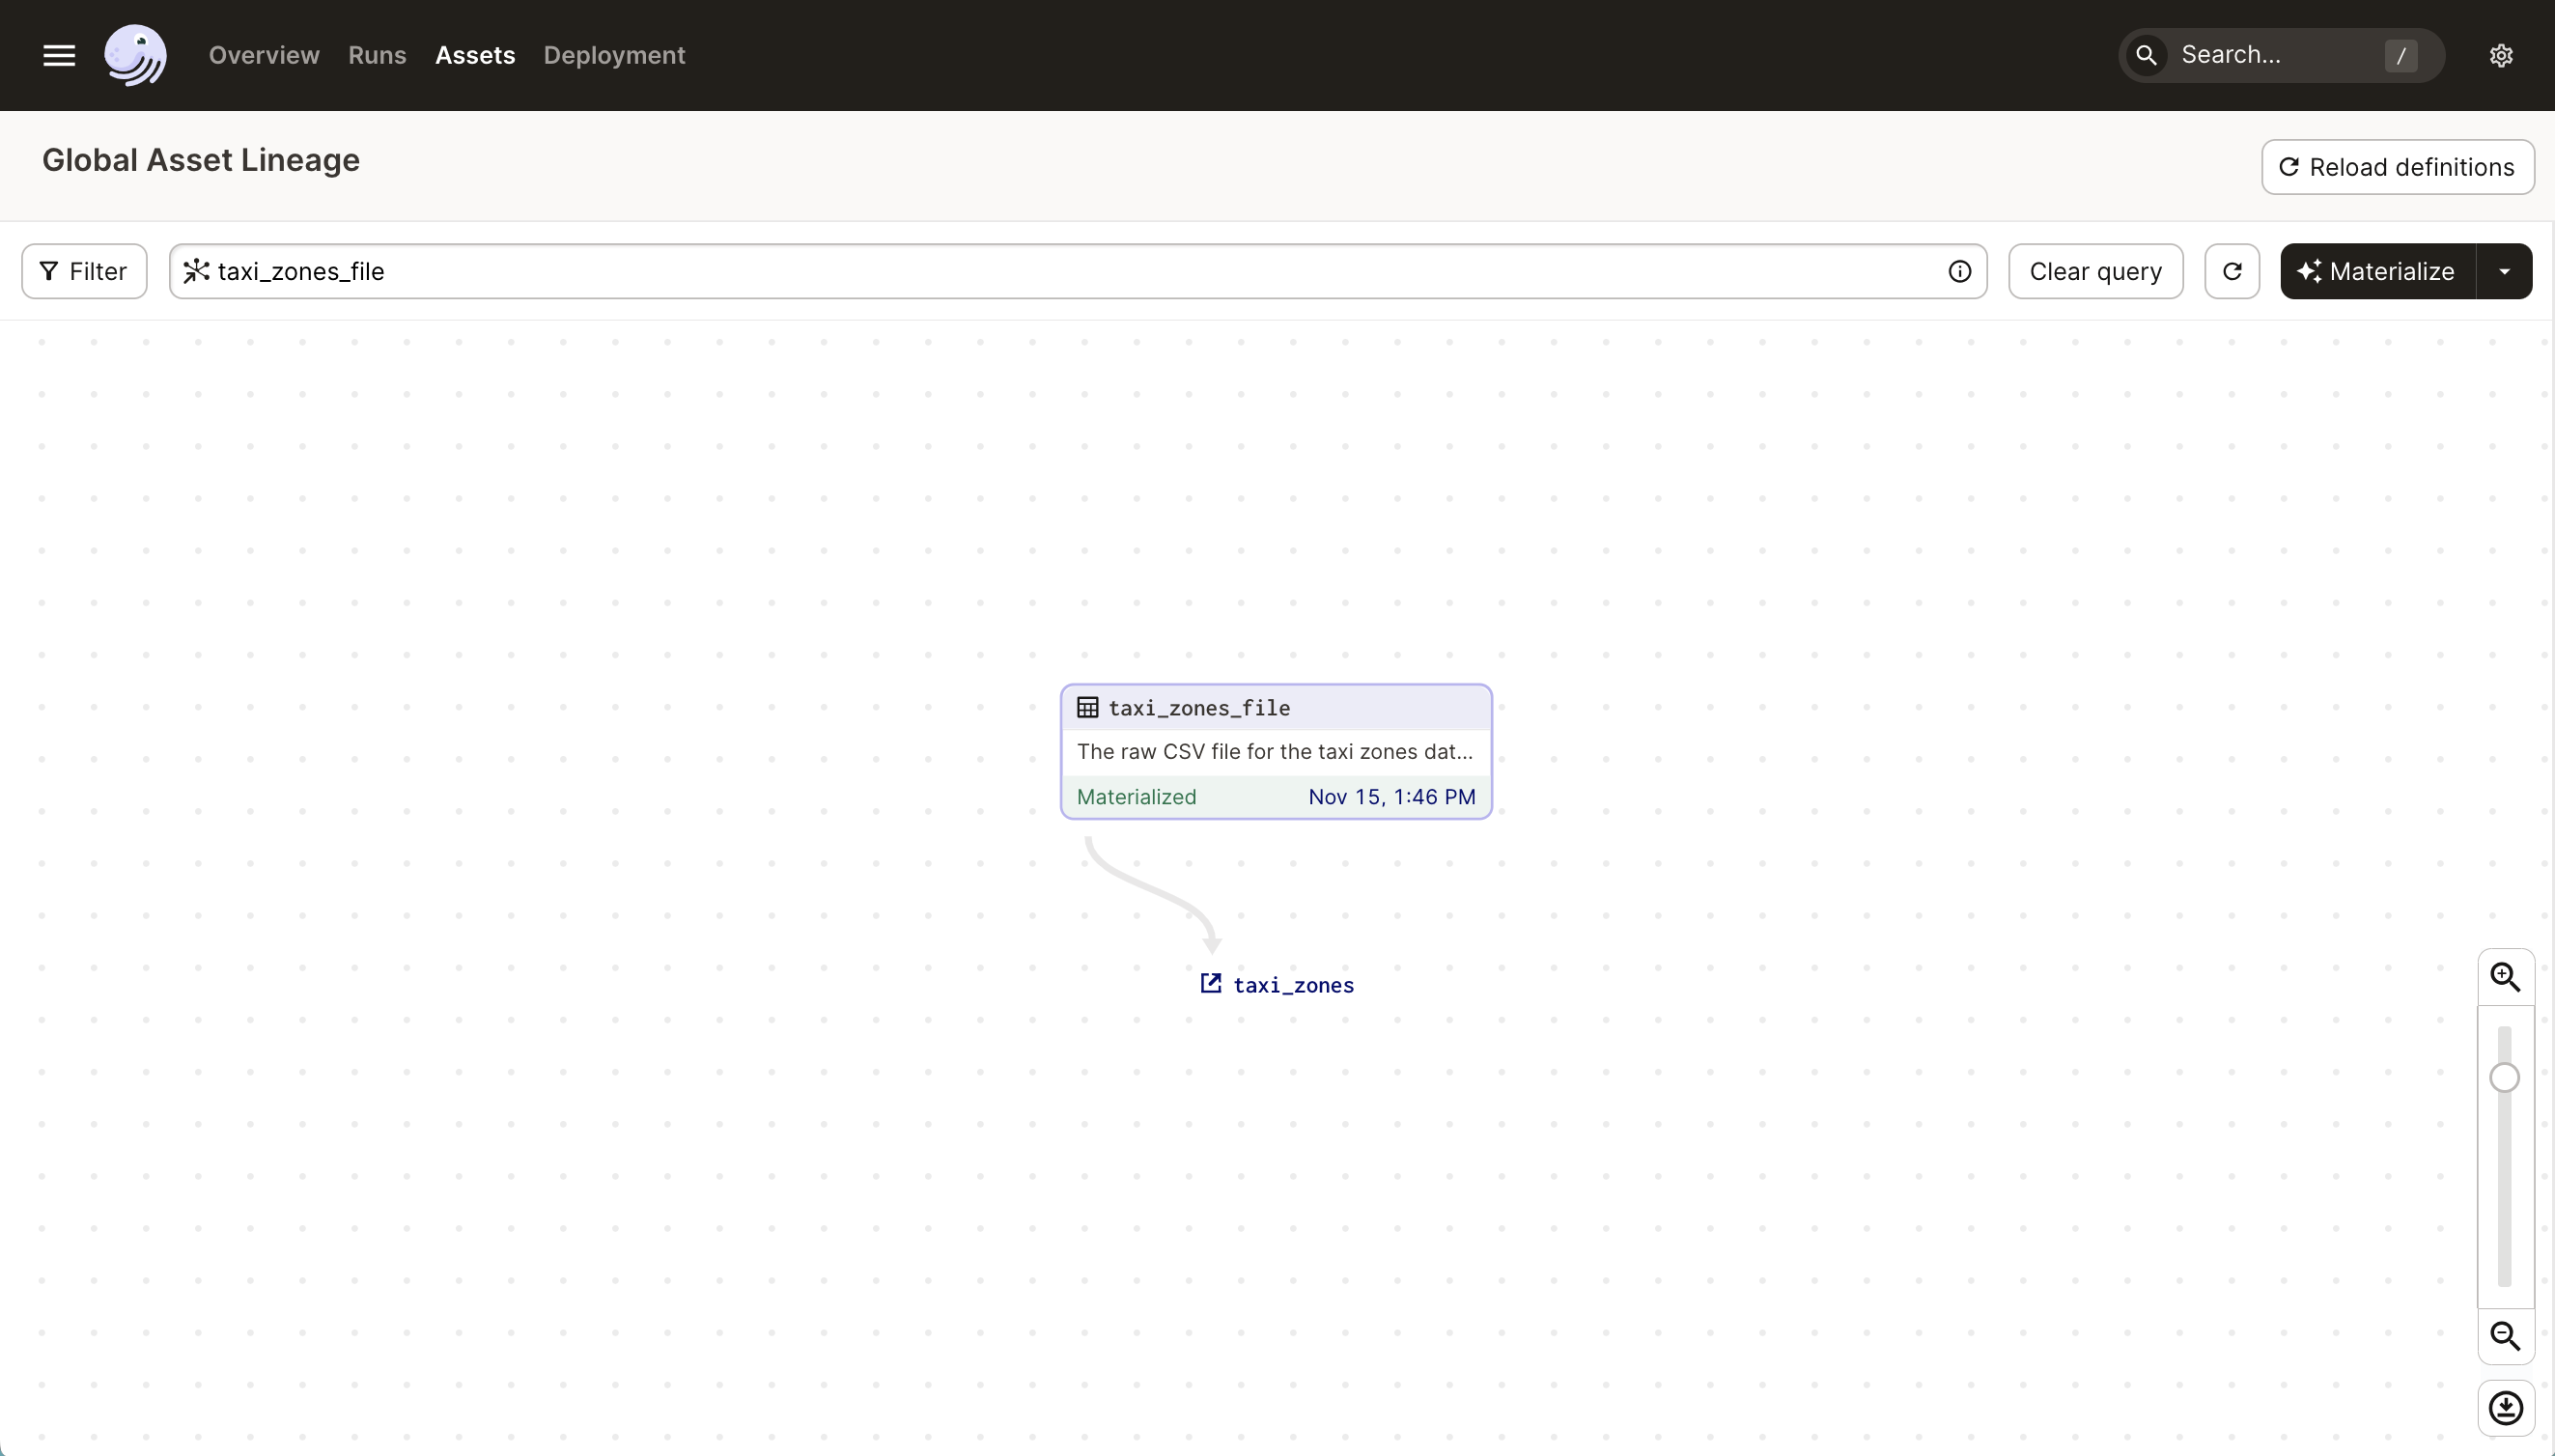 Overview Runs Assets Deployment Search... /
Global Asset Lineage
Reload definitions
Filter taxi_zones_file Clear query Materialize
taxi_zones_file
The raw CSV file for the taxi zones dat...
Materialized Nov 15, 1:46 PM
taxi_zones